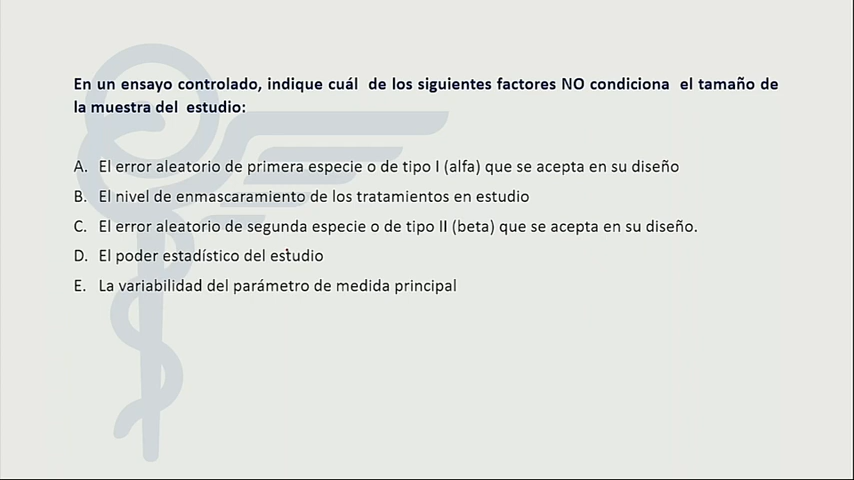 En un ensayo controlado, indique cuál de los siguientes factores NO condiciona el tamaño de
la muestra del estudio:
A. El error aleatorio de primera especie o de tipo I (alfa) que se acepta en su diseño
B. El nivel de enmascaramiento de los tratamientos en estudio
C. El error aleatorio de segunda especie o de tipo II (beta) que se acepta en su diseño.
D. El poder estadístico del estudio
E. La variabilidad del parámetro de medida principal